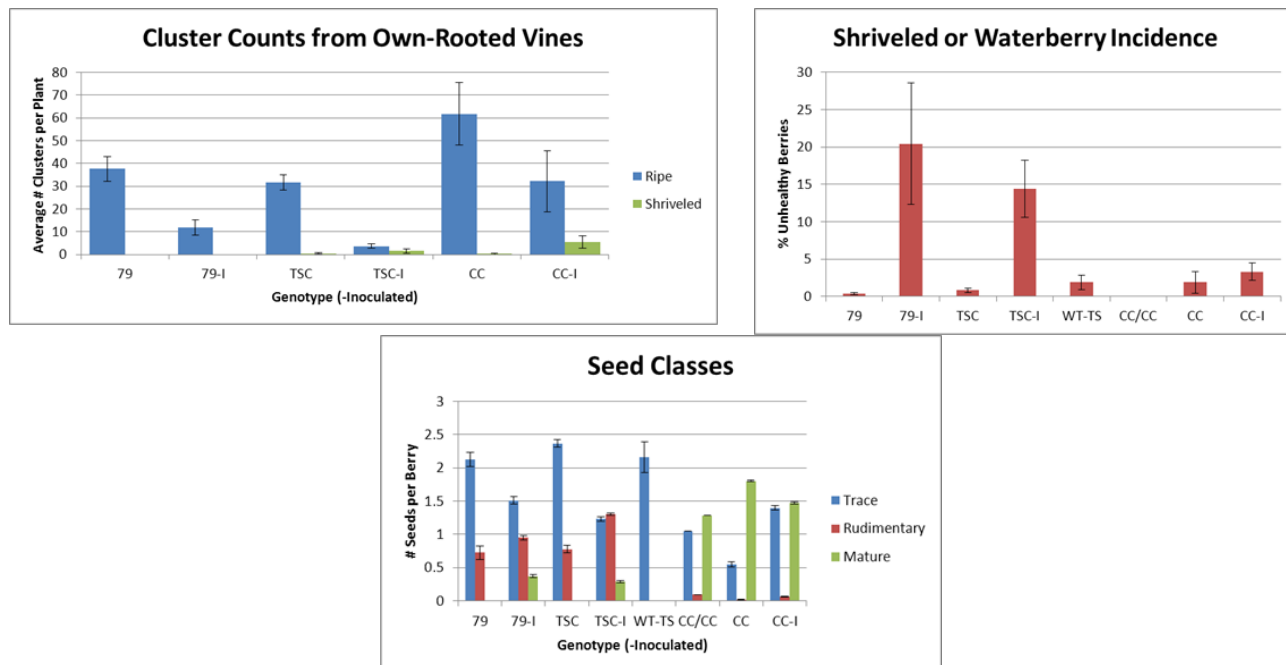 Cluster Counts from Own-Rooted Vines
Average # Clusters per Plant
80
70
60
50
40
30
20
10
0
79 79-I TSC TSC-I CC CC-I
Genotype (-Inoculated)
Ripe
Shriveled
Shriveled or Waterberry Incidence
% Unhealthy Berries
30
25
20
15
10
5
0
79 79-I TSC TSC-I WT-TS CC/CC CC CC-I
Seed Classes
# Seeds per Berry
3
2.5
2
1.5
1
0.5
0
79 79-I TSC TSC-I WT-TS CC/CC CC CC-I
Genotype (-Inoculated)
Trace
Rudimentary
Mature